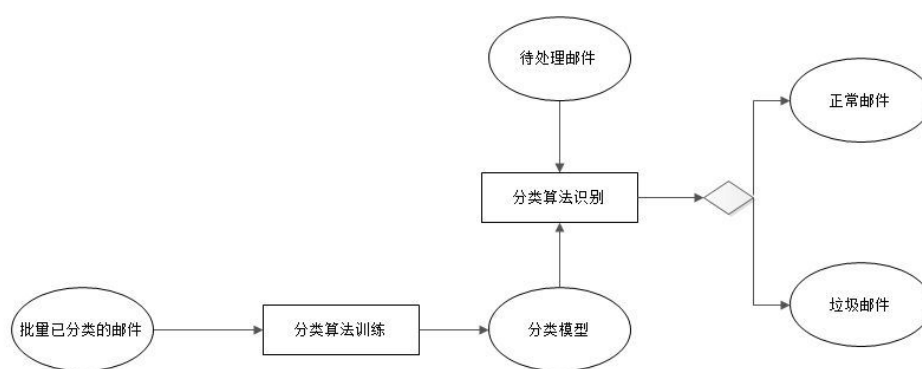 待处理邮件
正常邮件
分类算法识别
垃圾邮件
批量已分类的邮件
分类算法训练
分类模型